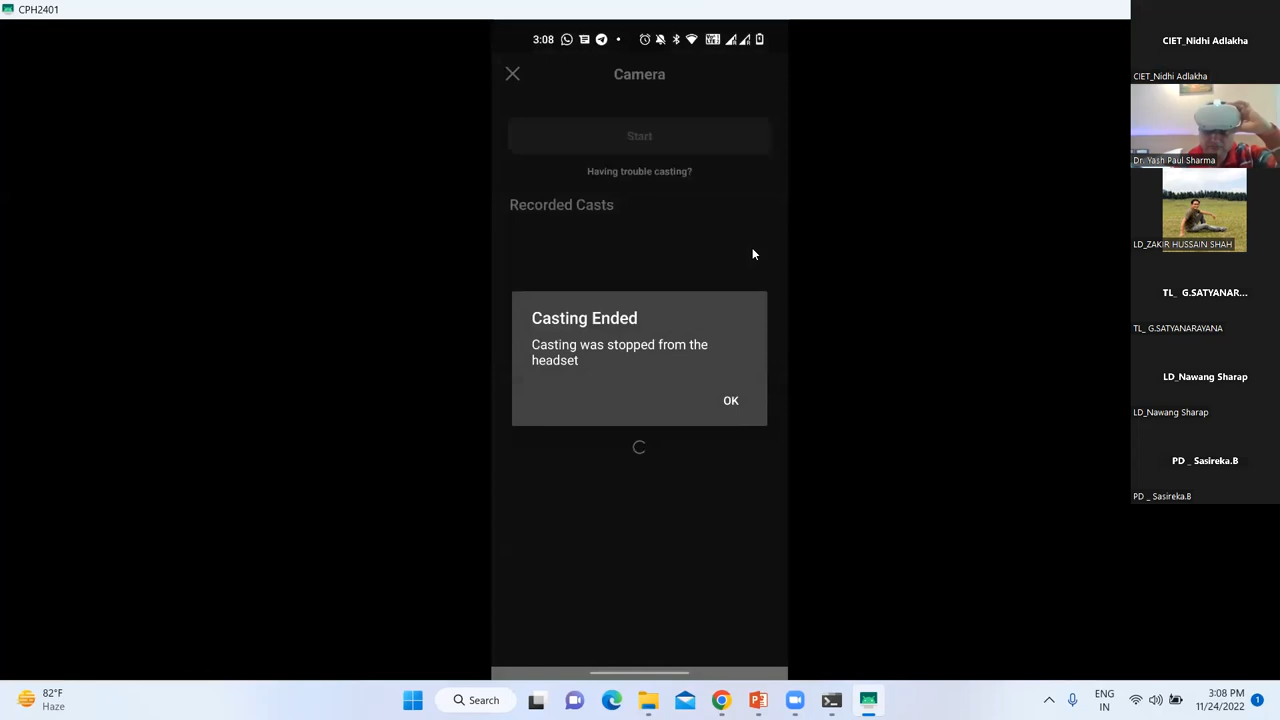 CPH2401
3:08
Camera
Start
Having trouble casting?
Recorded Casts
Casting Ended
Casting was stopped from the
headset
OK
CIET_Nidhi Adlakha
CIET_Nidhi Adlakha
Dr. Yash Paul Sharma
LD_ZAKIR HUSSAIN SHAH
TL_ G.SATYANAR...
TL_ G.SATYANARAYANA
LD_Nawang Sharap
LD_Nawang Sharap
PD _ Sasireka.B
PD _ Sasireka.B
82°F
Haze
Search
ENG
IN
3:08 PM
11/24/2022
1